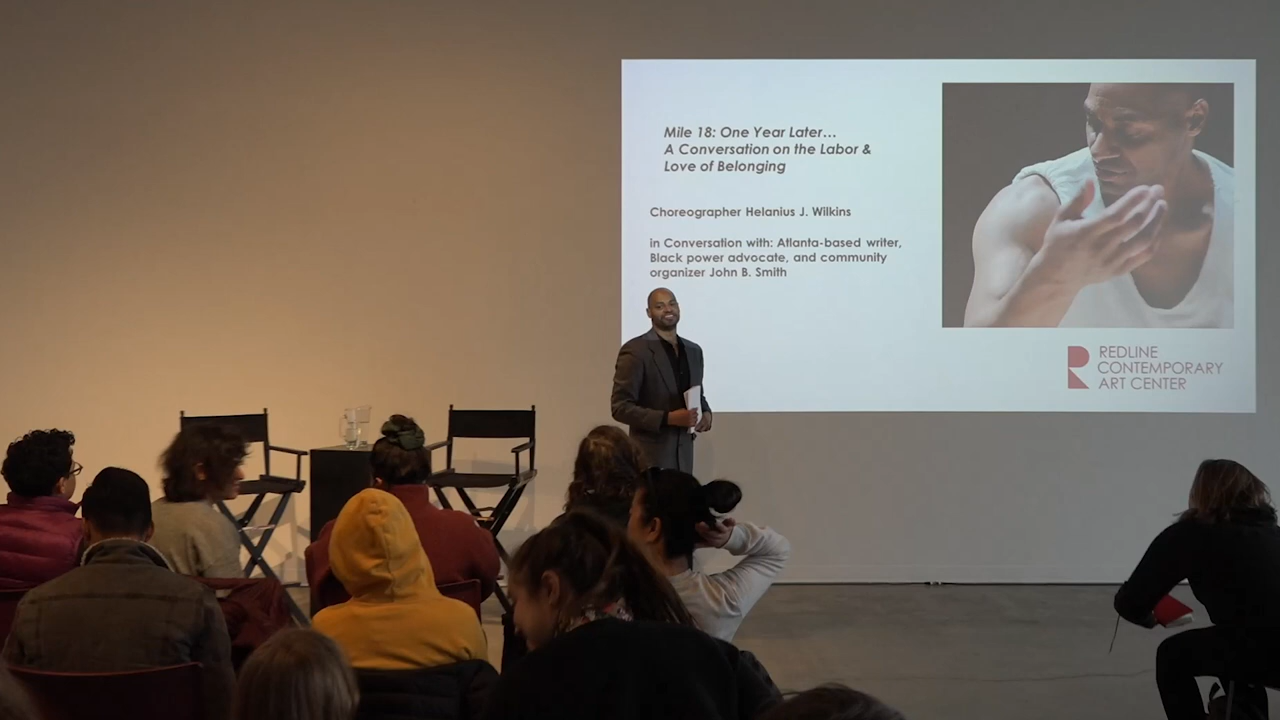 Mile 18: One Year Later...
A Conversation on the Labor &
Love of Belonging
Choreographer Helanius J. Wilkins
in Conversation with: Atlanta-based writer,
Black power advocate, and community
organizer John B. Smith
REDLINE
CONTEMPORARY
ART CENTER